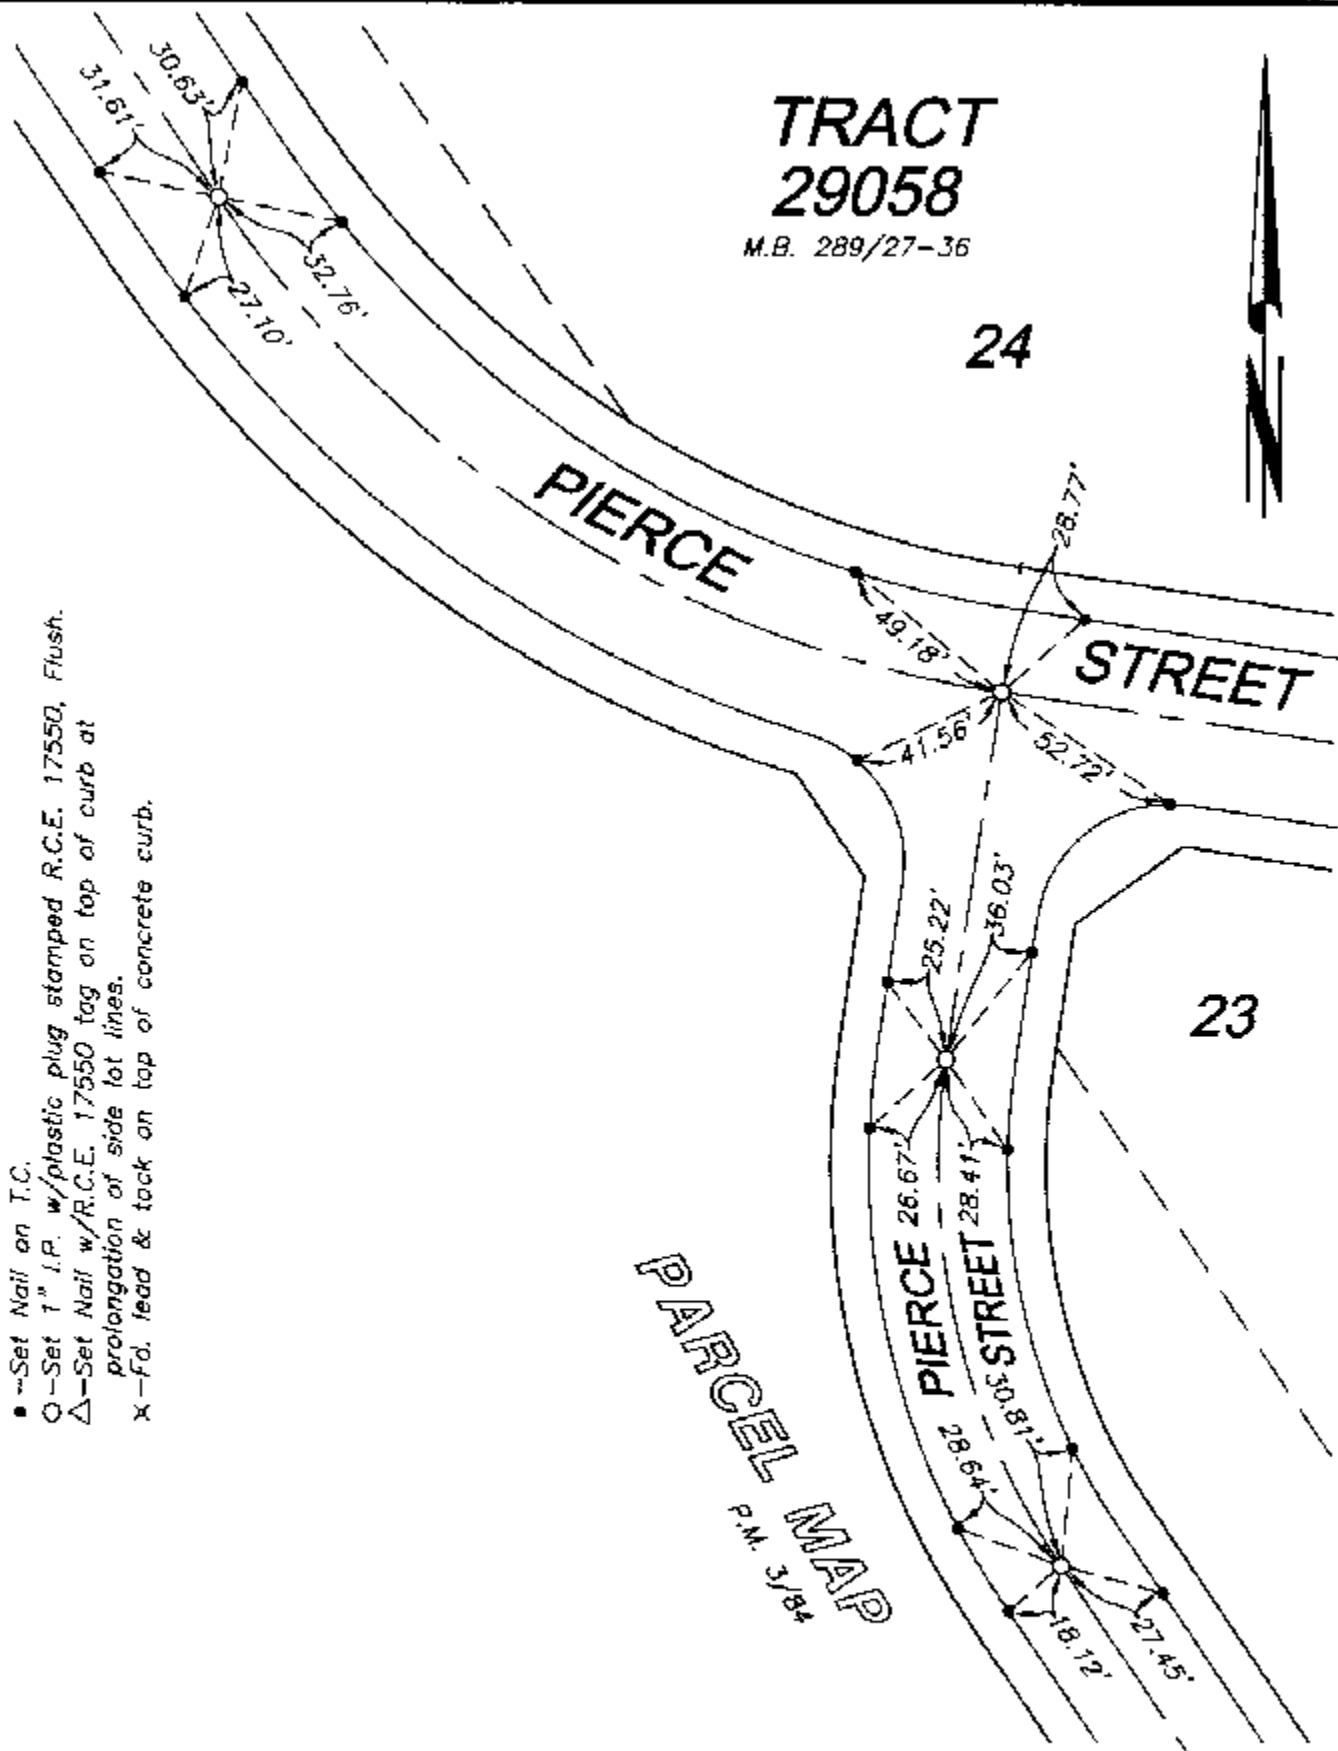 TRACT
29058
M.B. 289/27-36
24
30.63'
31.61'
32.76'
27.10'
PIERCE
STREET
28.77'
49.18'
41.56'
52.72'
25.22'
36.03'
23
26.67'
28.41'
PIERCE
STREET
30.81'
28.64'
18.12'
27.45'
PARCEL MAP
P.M. 3/84
●--Set Nail on T.C.
○-Set 1" I.P. w/plastic plug stamped R.C.E. 17550, Flush.
△-Set Nail w/R.C.E. 17550 tag on top of curb at
prolongation of side lot lines.
x-Fd. lead & tack on top of concrete curb.
N